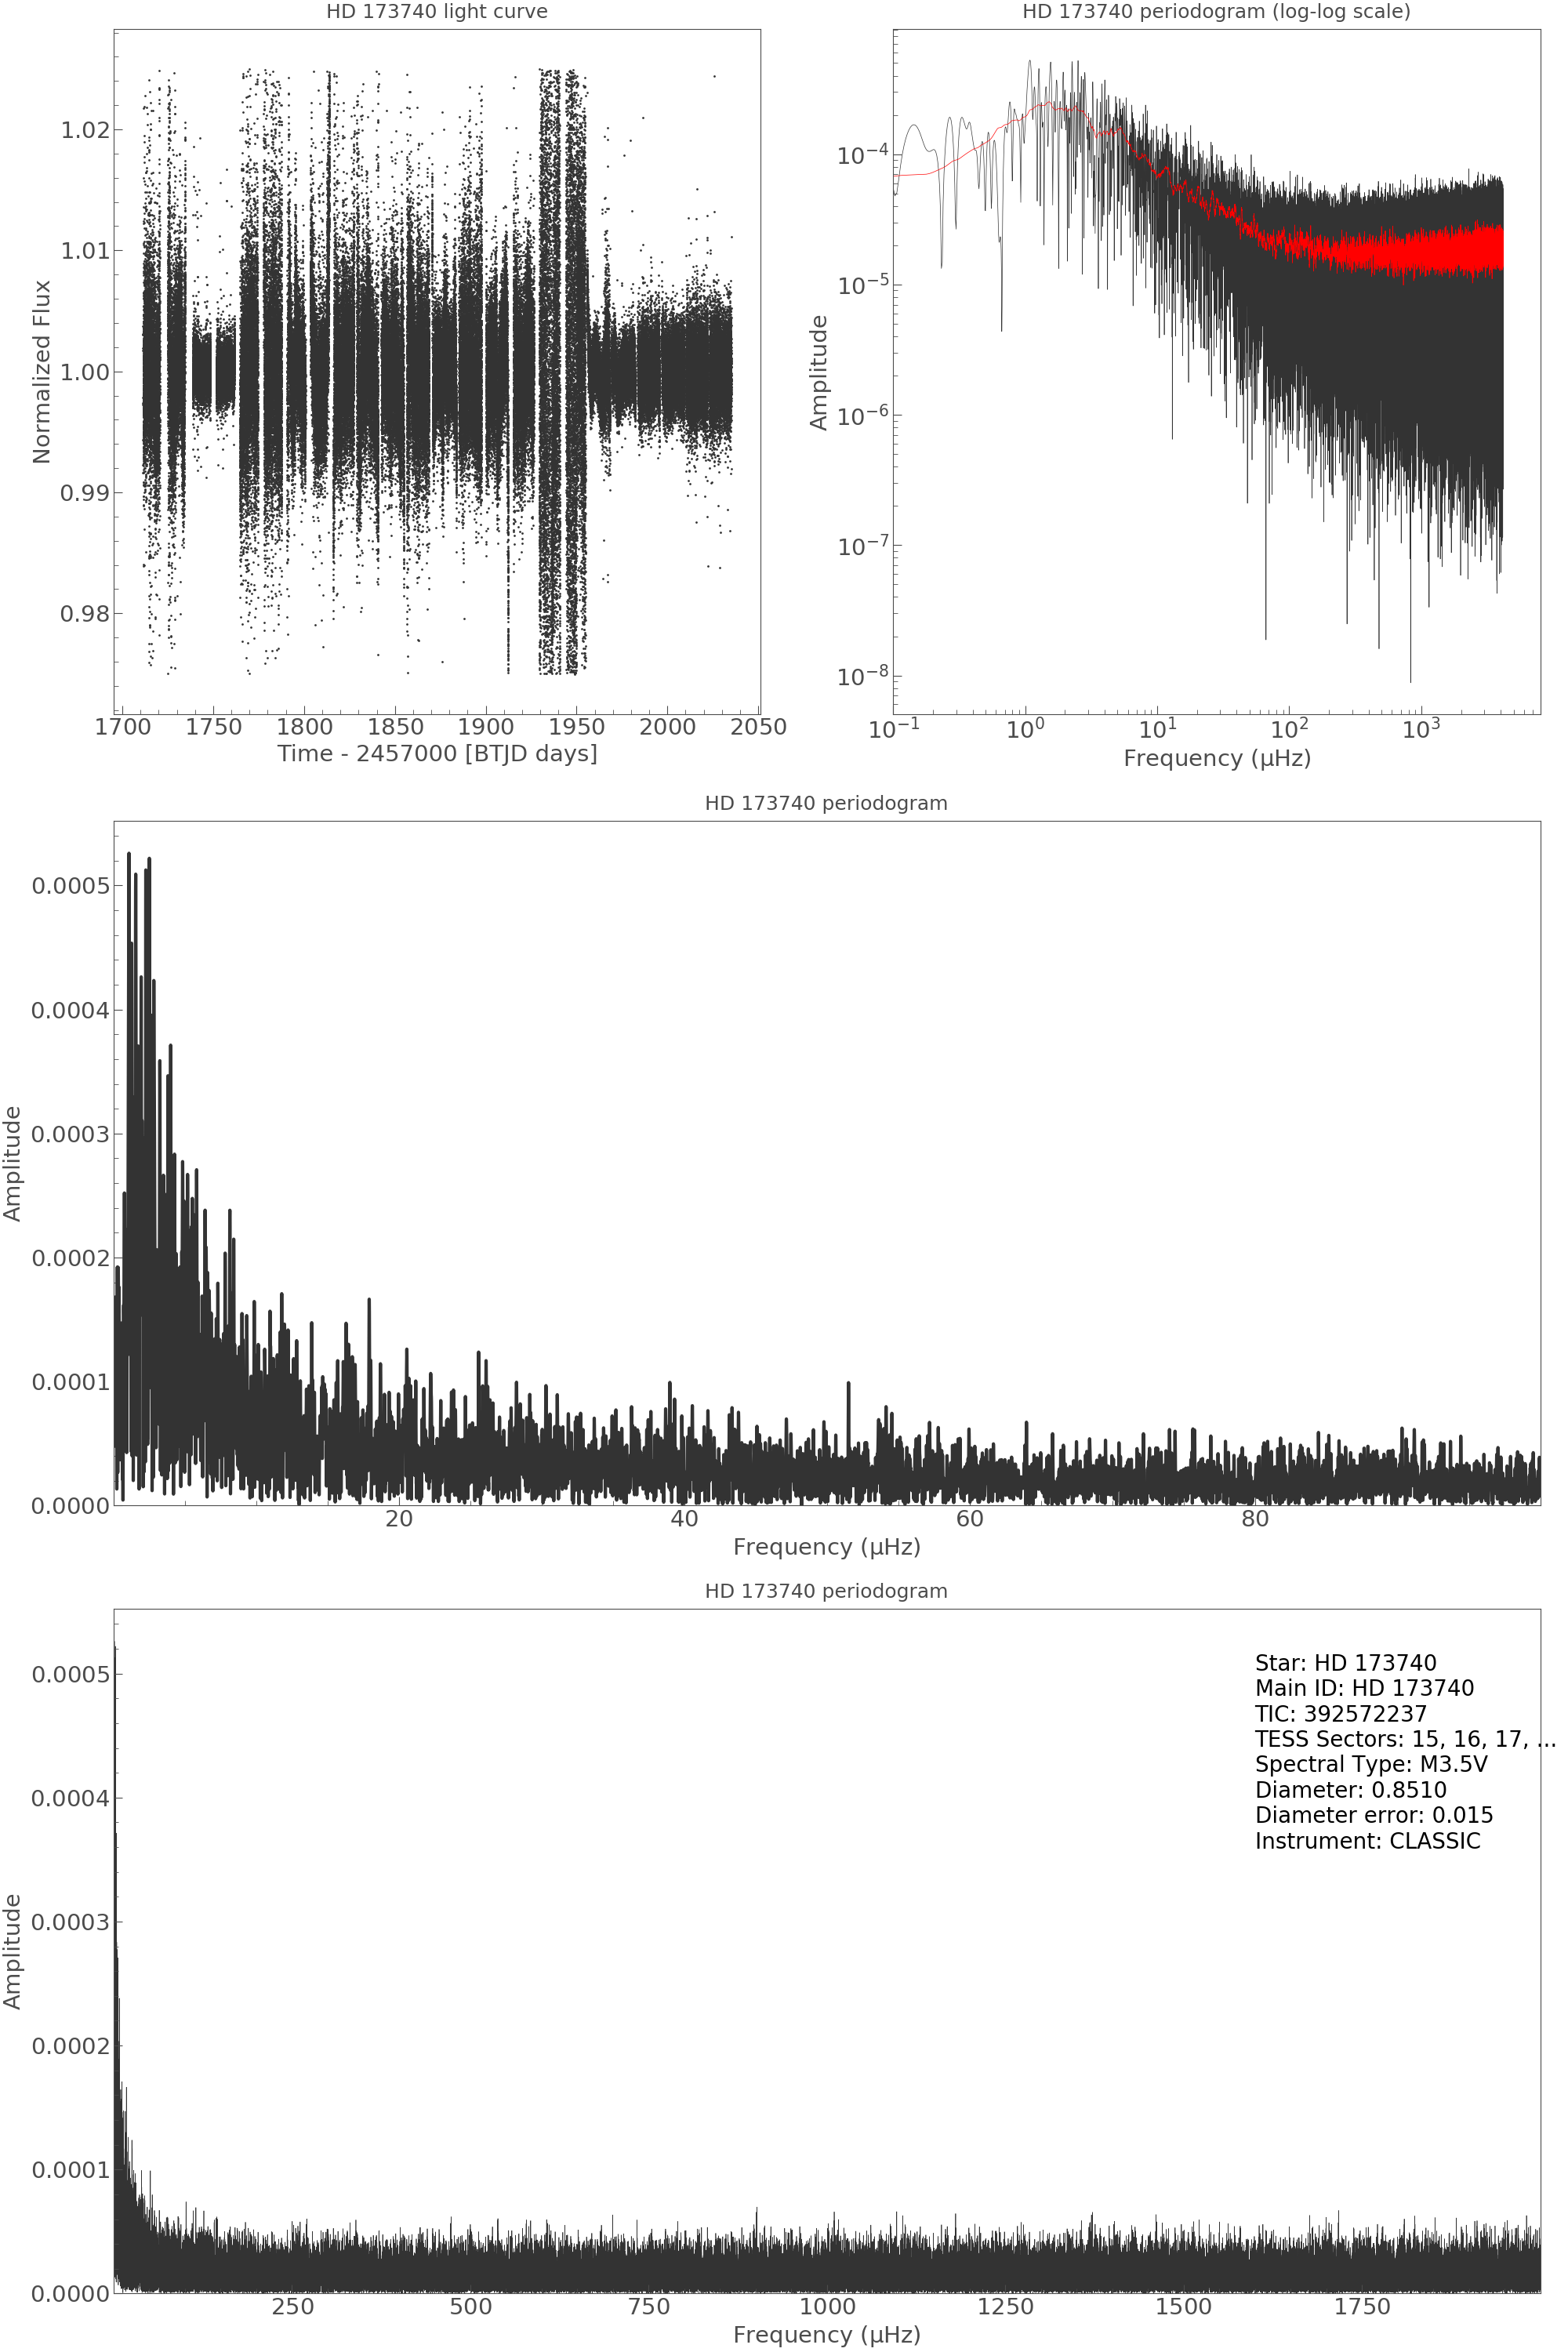 HD 173740 light curve
1.02
1.01
1.00
0.99
0.98
Normalized Flux
1700 1750 1800 1850 1900 1950 2000 2050
Time - 2457000 [BTJD days]
HD 173740 periodogram (log-log scale)
10⁻⁴
10⁻⁵
10⁻⁶
10⁻⁷
10⁻⁸
Amplitude
10⁻¹ 10⁰ 10¹ 10² 10³
Frequency (µHz)
HD 173740 periodogram
0.0005
0.0004
0.0003
0.0002
0.0001
0.0000
Amplitude
20 40 60 80
Frequency (µHz)
HD 173740 periodogram
0.0005
0.0004
0.0003
0.0002
0.0001
0.0000
Amplitude
Star: HD 173740
Main ID: HD 173740
TIC: 392572237
TESS Sectors: 15, 16, 17, ...
Spectral Type: M3.5V
Diameter: 0.8510
Diameter error: 0.015
Instrument: CLASSIC
250 500 750 1000 1250 1500 1750
Frequency (µHz)